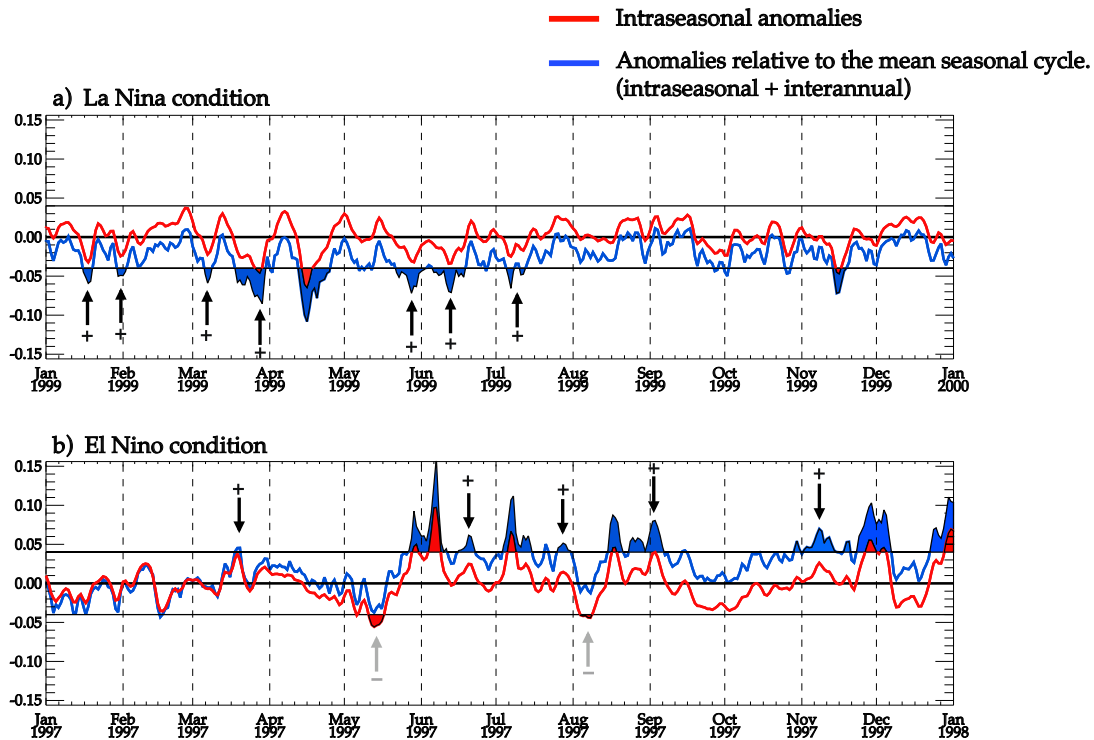 Intraseasonal anomalies
Anomalies relative to the mean seasonal cycle.
(intraseasonal + interannual)
a) La Nina condition
0.15
0.10
0.05
0.00
-0.05
-0.10
-0.15
+ + + + + + +
Jan Feb Mar Apr May Jun Jul Aug Sep Oct Nov Dec Jan
1999 1999 1999 1999 1999 1999 1999 1999 1999 1999 1999 1999 2000
b) El Nino condition
0.15
0.10
0.05
0.00
-0.05
-0.10
-0.15
+ + + + +
− −
Jan Feb Mar Apr May Jun Jul Aug Sep Oct Nov Dec Jan
1997 1997 1997 1997 1997 1997 1997 1997 1997 1997 1997 1997 1998